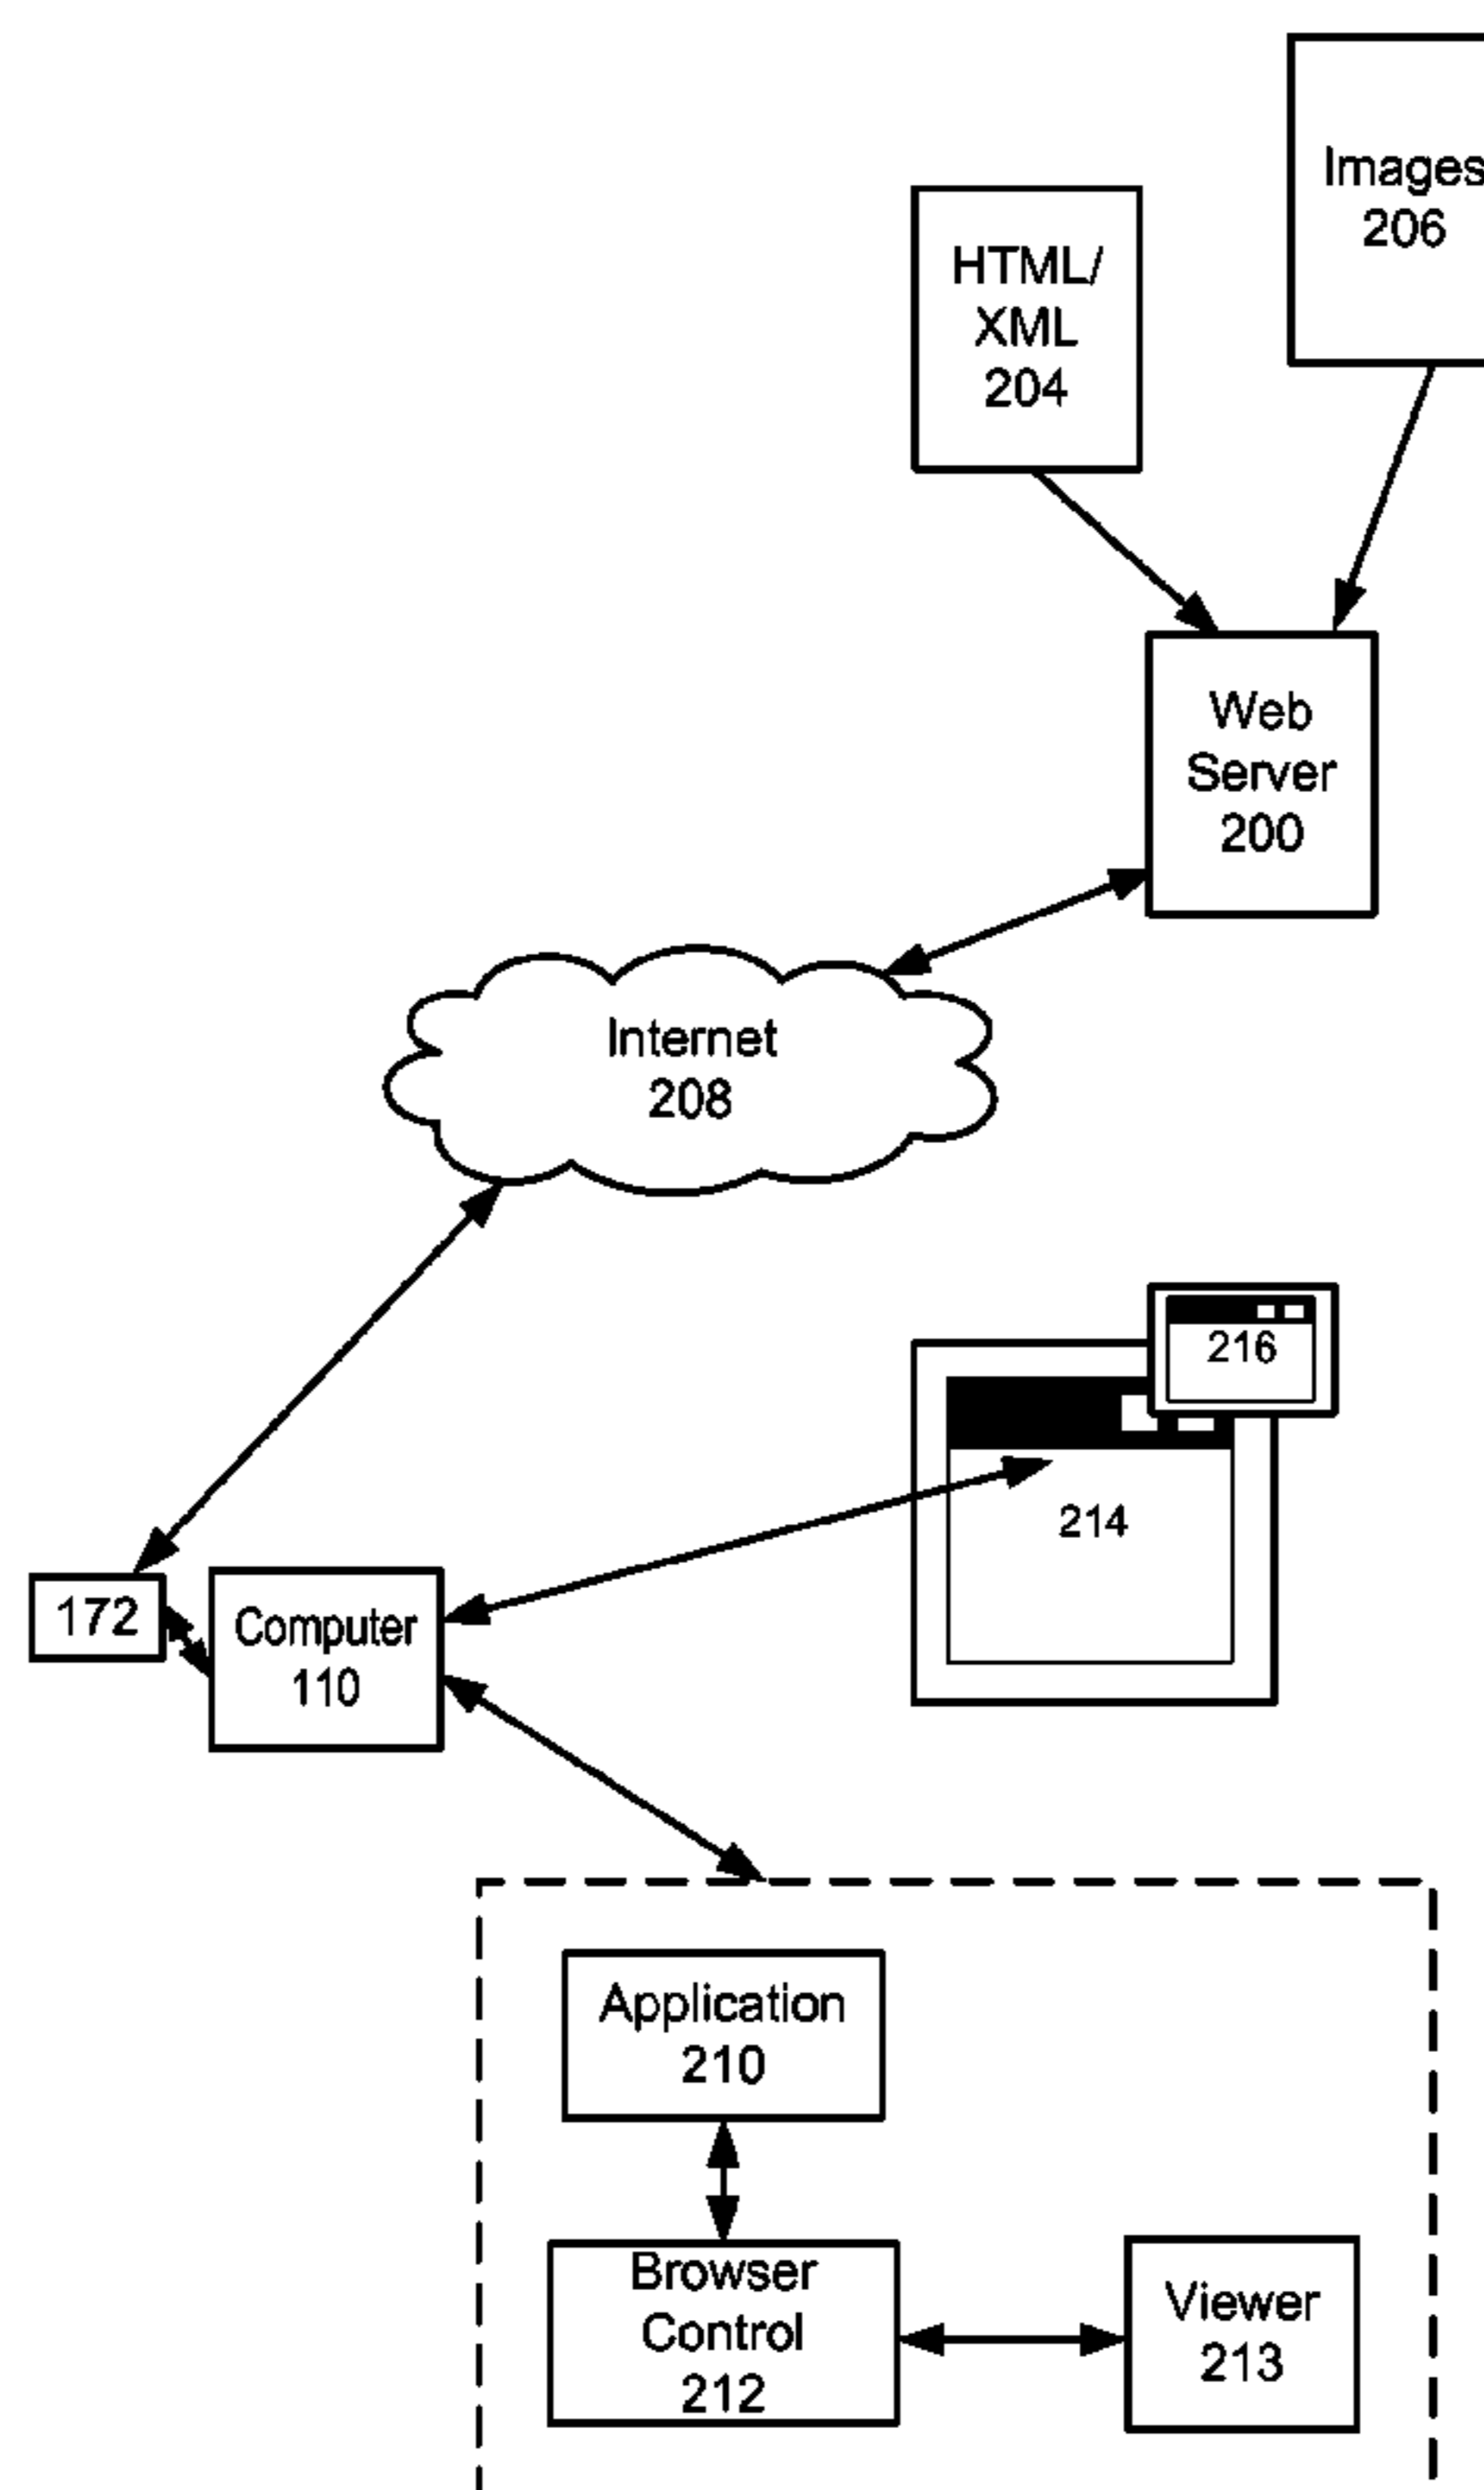 Images
206
HTML/
XML
204
Web
Server
200
Internet
208
216
214
172
Computer
110
Application
210
Browser
Control
212
Viewer
213